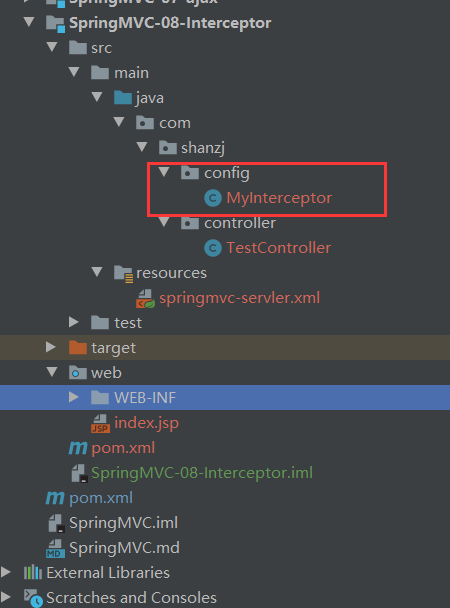 SpringMVC-07-ajax
SpringMVC-08-Interceptor
src
main
java
com
shanzj
config
MyInterceptor
controller
TestController
resources
springmvc-servler.xml
test
target
web
WEB-INF
index.jsp
pom.xml
SpringMVC-08-Interceptor.iml
pom.xml
SpringMVC.iml
SpringMVC.md
External Libraries
Scratches and Consoles